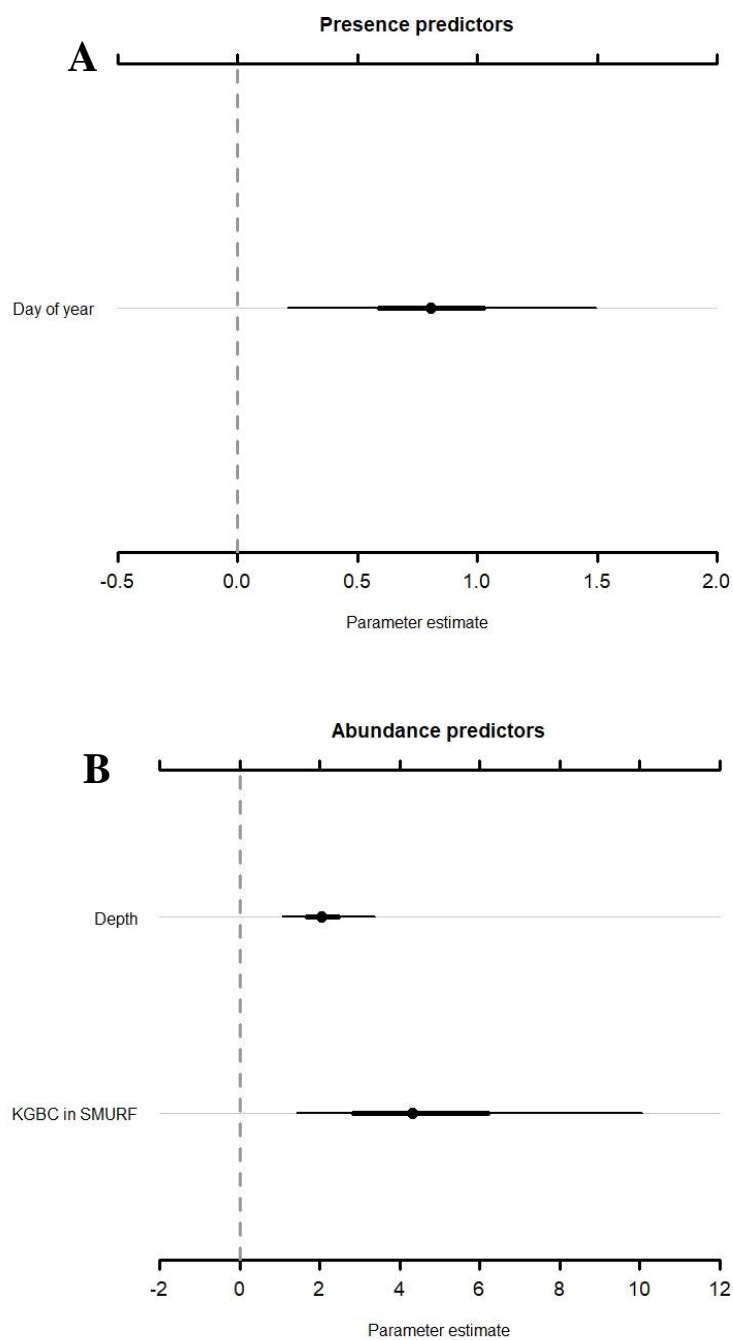 Presence predictors
A
Day of year
-0.5 0.0 0.5 1.0 1.5 2.0
Parameter estimate
Abundance predictors
B
Depth
KGBC in SMURF
-2 0 2 4 6 8 10 12
Parameter estimate